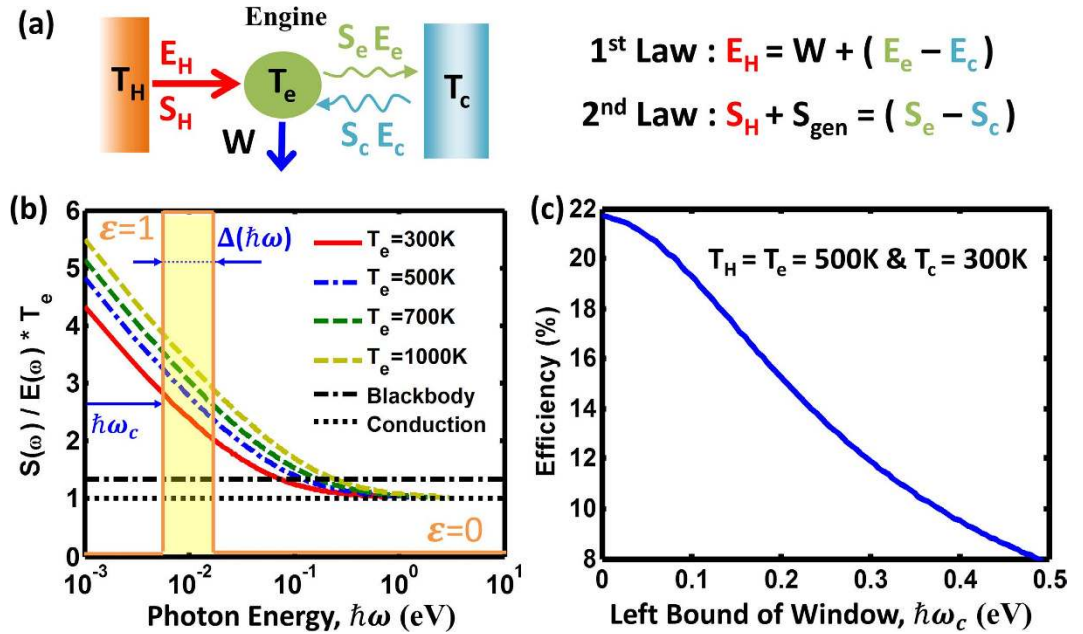 (a)
Engine
T_H
E_H
S_H
T_e
W
S_e E_e
S_c E_c
T_c
1st Law : E_H = W + ( E_e – E_c )
2nd Law : S_H + S_gen = ( S_e – S_c )
(b)
S(ω) / E(ω) * T_e
6
5
4
3
2
1
0
ε=1
Δ(ħω)
ħω_c
T_e=300K
T_e=500K
T_e=700K
T_e=1000K
Blackbody
Conduction
ε=0
10^-3
10^-2
10^-1
10^0
10^1
Photon Energy, ħω (eV)
(c)
Efficiency (%)
22
20
18
16
14
12
10
8
T_H = T_e = 500K & T_c = 300K
0
0.1
0.2
0.3
0.4
0.5
Left Bound of Window, ħω_c (eV)